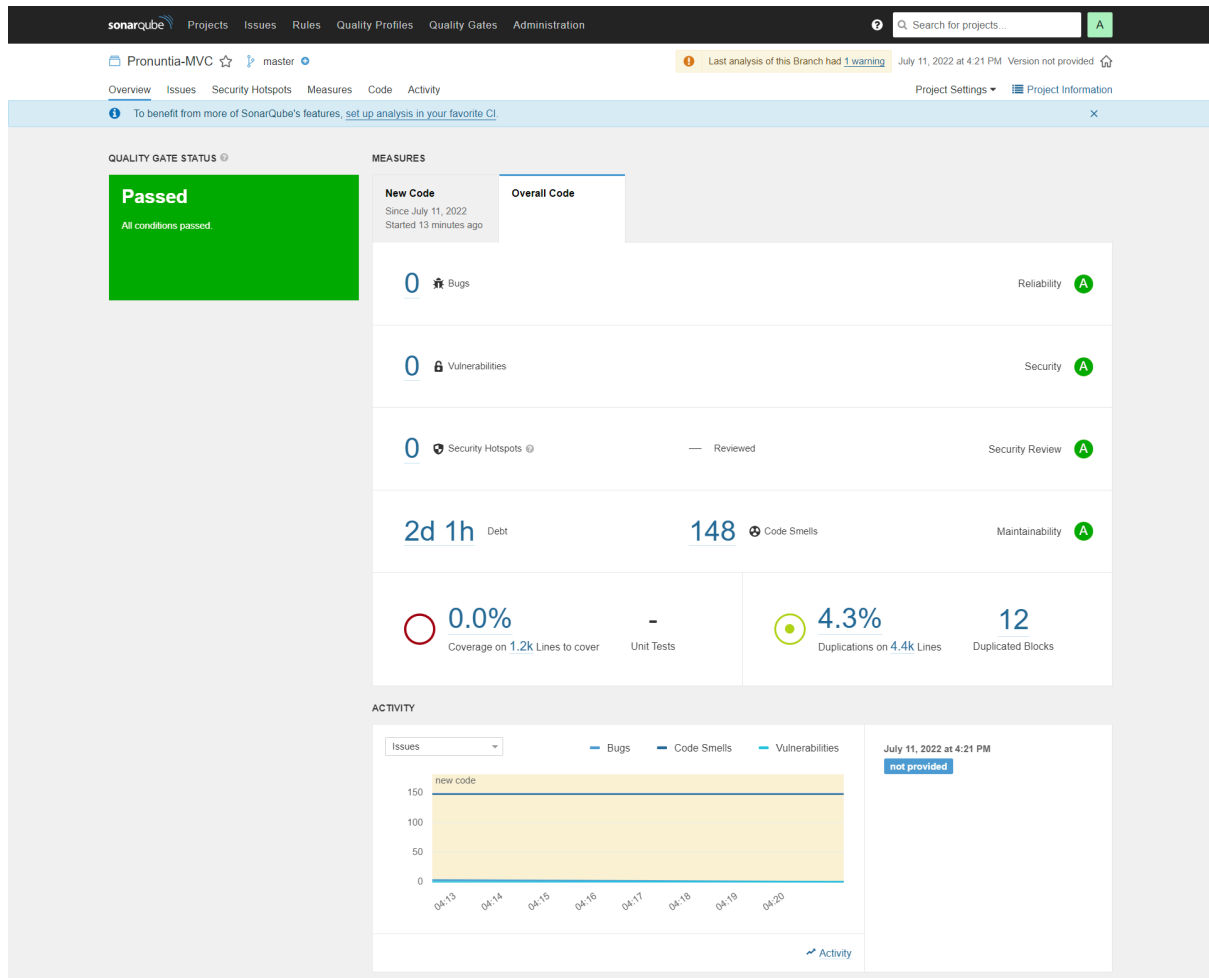 sonarqube Projects Issues Rules Quality Profiles Quality Gates Administration Search for projects... A
Pronuntia-MVC master Last analysis of this Branch had 1 warning July 11, 2022 at 4:21 PM Version not provided
Overview Issues Security Hotspots Measures Code Activity Project Settings Project Information
To benefit from more of SonarQube's features, set up analysis in your favorite CI.
QUALITY GATE STATUS
Passed
All conditions passed.
MEASURES
New Code
Since July 11, 2022
Started 13 minutes ago
Overall Code
0 Bugs Reliability A
0 Vulnerabilities Security A
0 Security Hotspots — Reviewed Security Review A
2d 1h Debt 148 Code Smells Maintainability A
0.0%
Coverage on 1.2k Lines to cover
-
Unit Tests
4.3%
Duplications on 4.4k Lines
12
Duplicated Blocks
ACTIVITY
Issues Bugs Code Smells Vulnerabilities
new code
150
100
50
0
04:13 04:14 04:15 04:16 04:17 04:18 04:19 04:20
Activity
July 11, 2022 at 4:21 PM
not provided